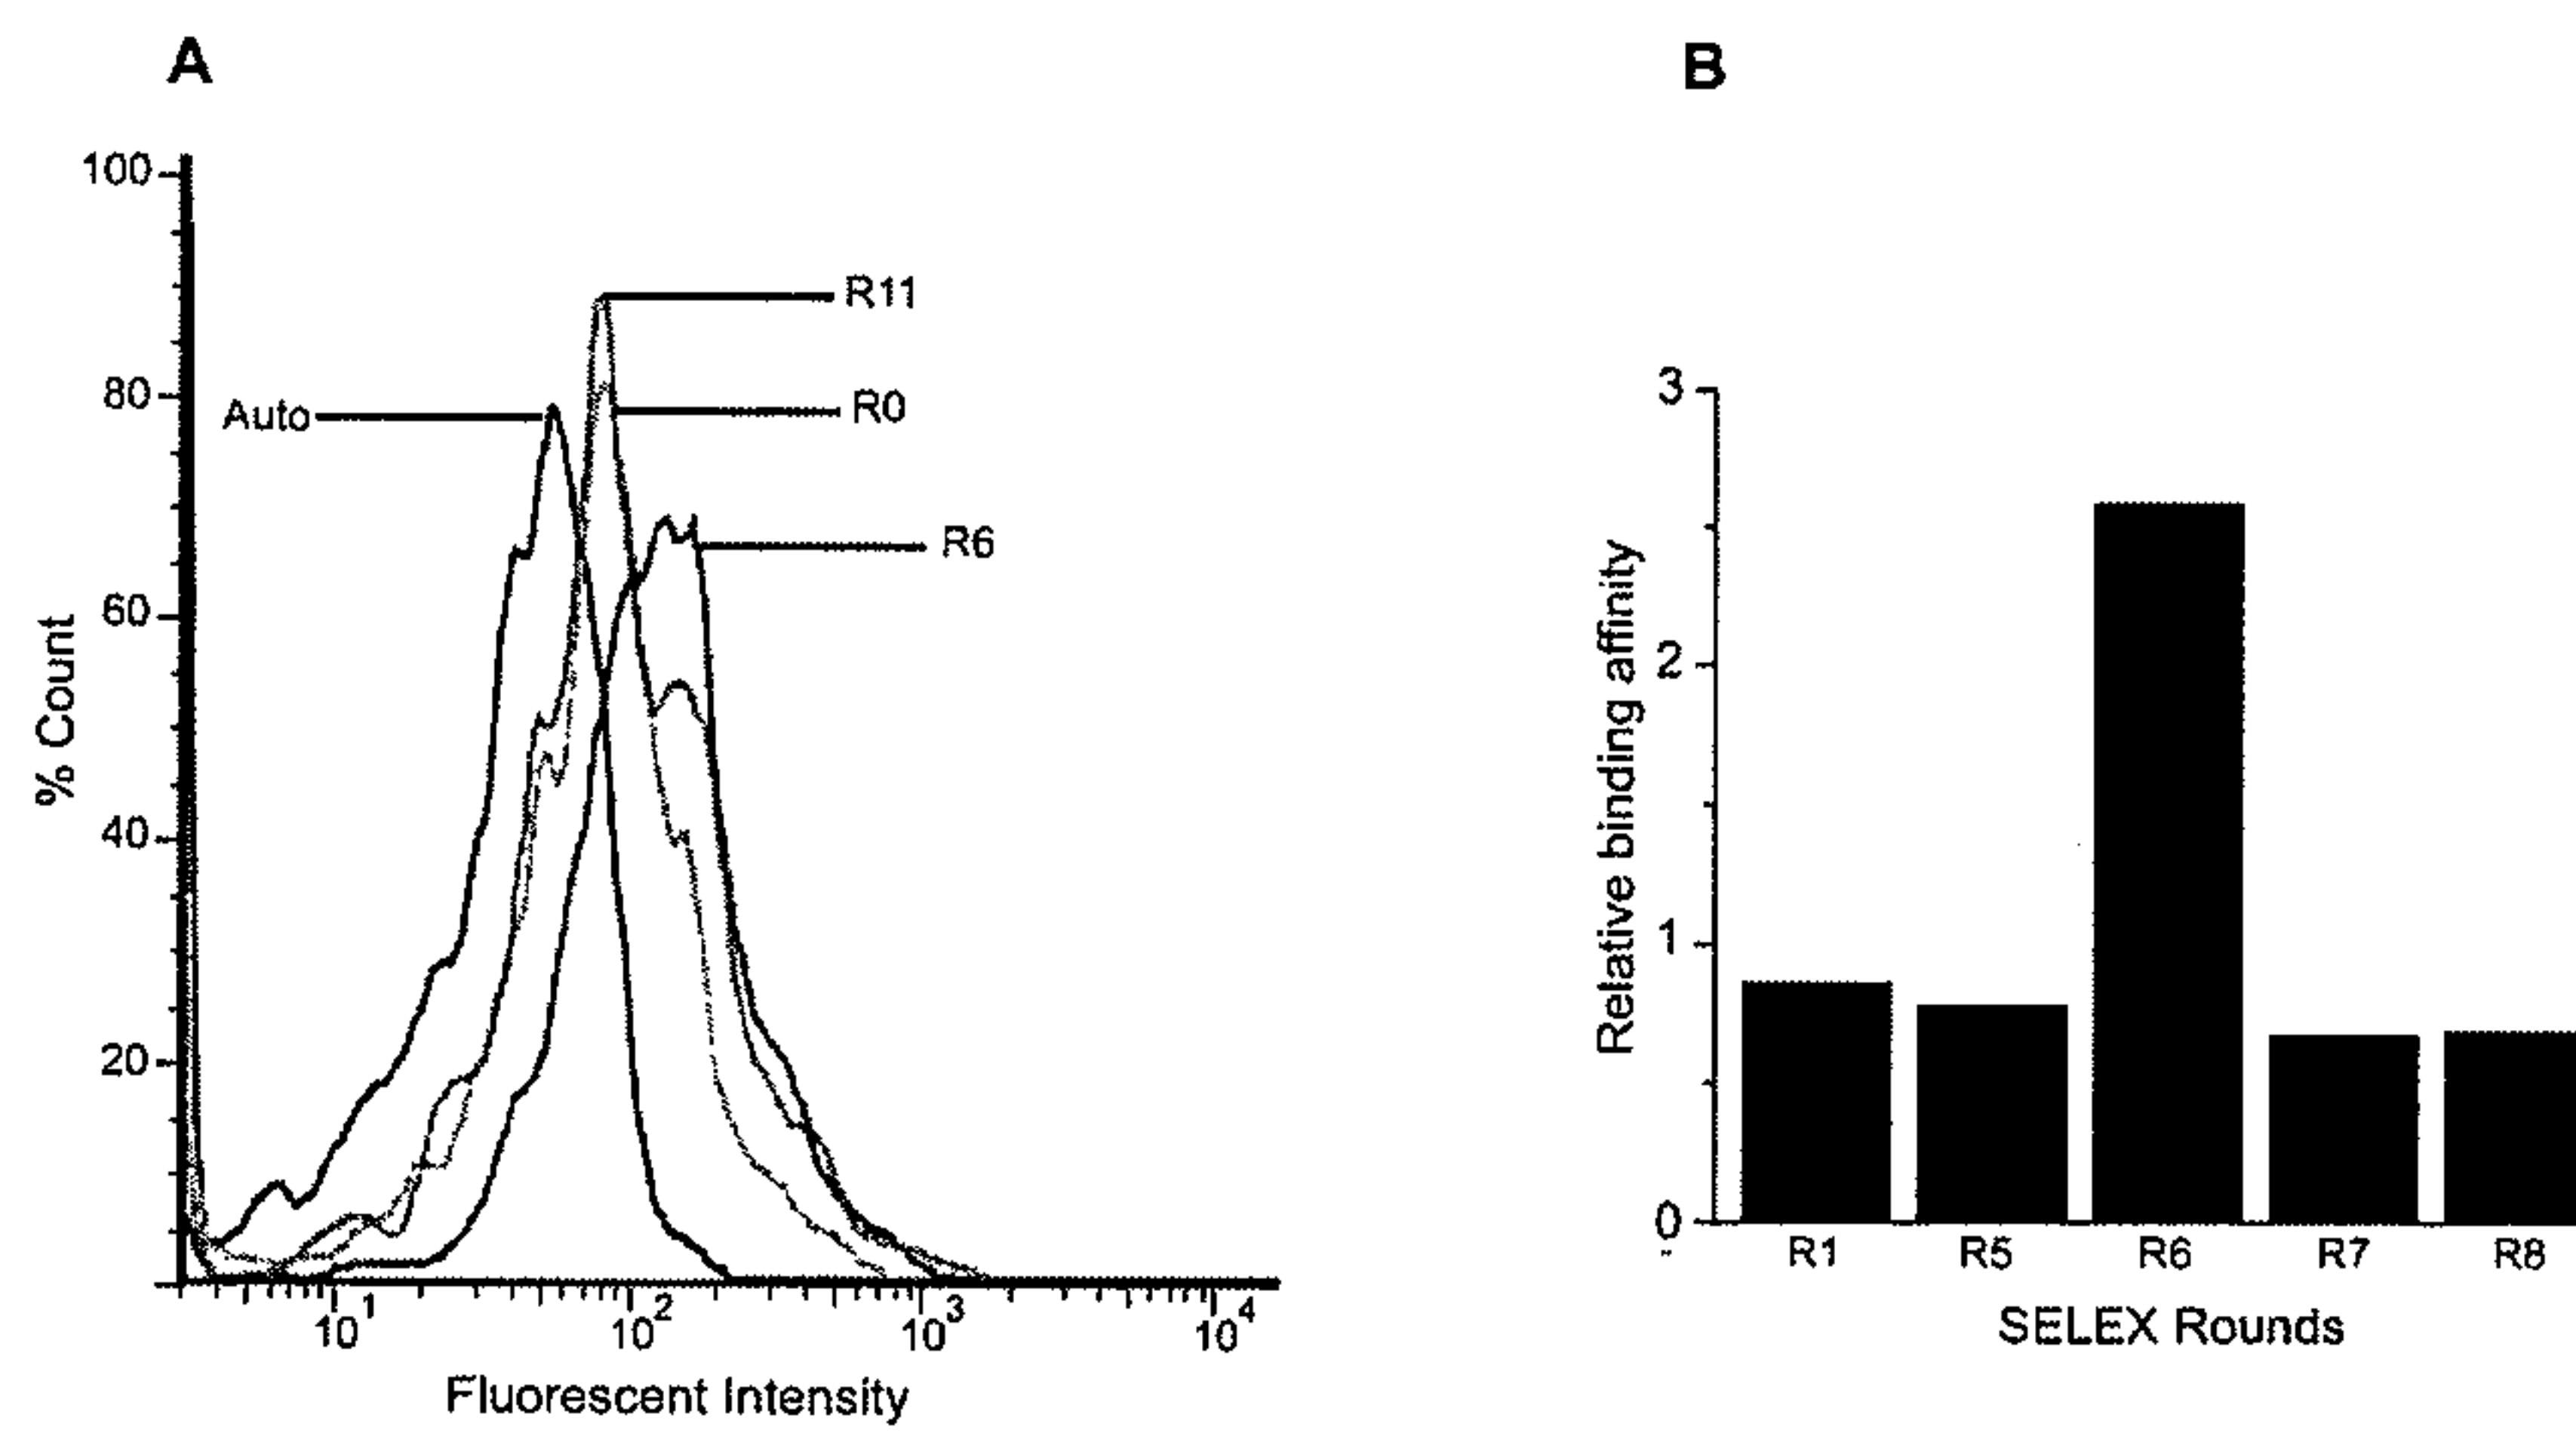 A
100
80
60
40
20
% Count
Auto
R11
R0
R6
10^1
10^2
10^3
10^4
Fluorescent Intensity
B
3
2
1
0
Relative binding affinity
R1
R5
R6
R7
R8
SELEX Rounds